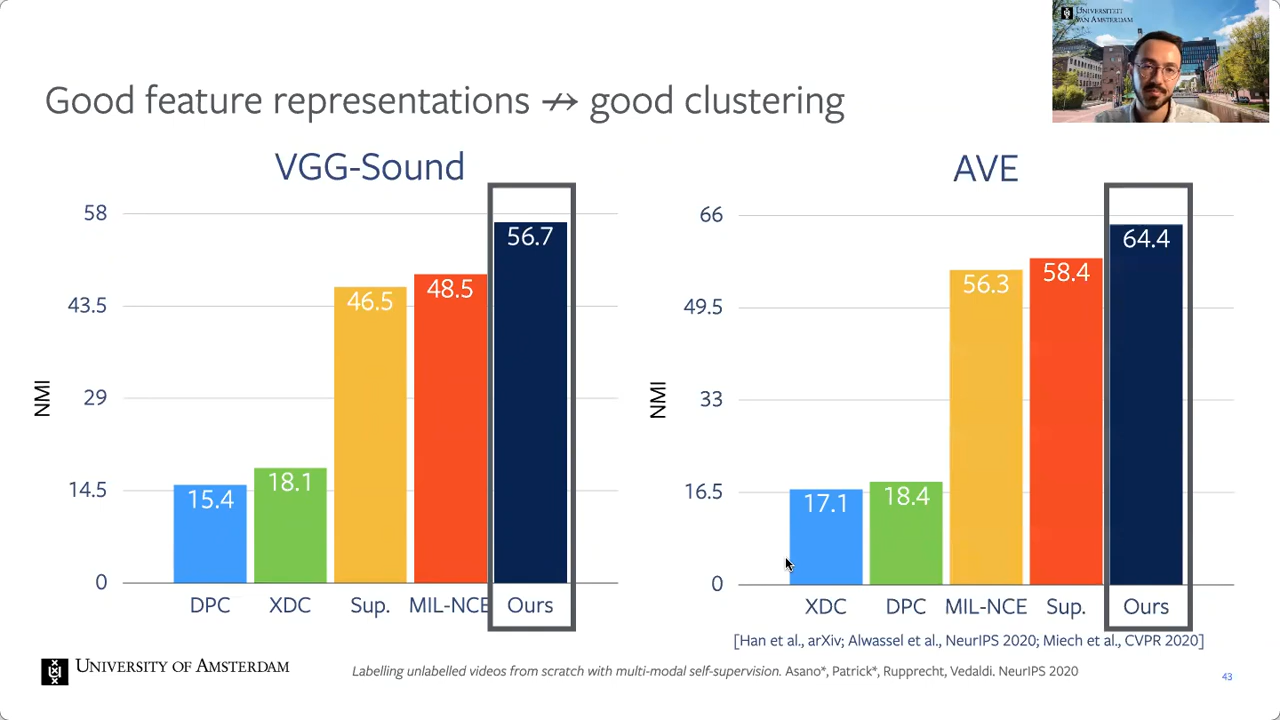 UNIVERSITEIT
VAN AMSTERDAM
Good feature representations ↛ good clustering
VGG-Sound
58
43.5
29
14.5
0
NMI
15.4
18.1
46.5
48.5
56.7
DPC
XDC
Sup.
MIL-NCE
Ours
AVE
66
49.5
33
16.5
0
NMI
17.1
18.4
56.3
58.4
64.4
XDC
DPC
MIL-NCE
Sup.
Ours
[Han et al., arXiv; Alwassel et al., NeurIPS 2020; Miech et al., CVPR 2020]
UNIVERSITY OF AMSTERDAM
Labelling unlabelled videos from scratch with multi-modal self-supervision. Asano*, Patrick*, Rupprecht, Vedaldi. NeurIPS 2020
43